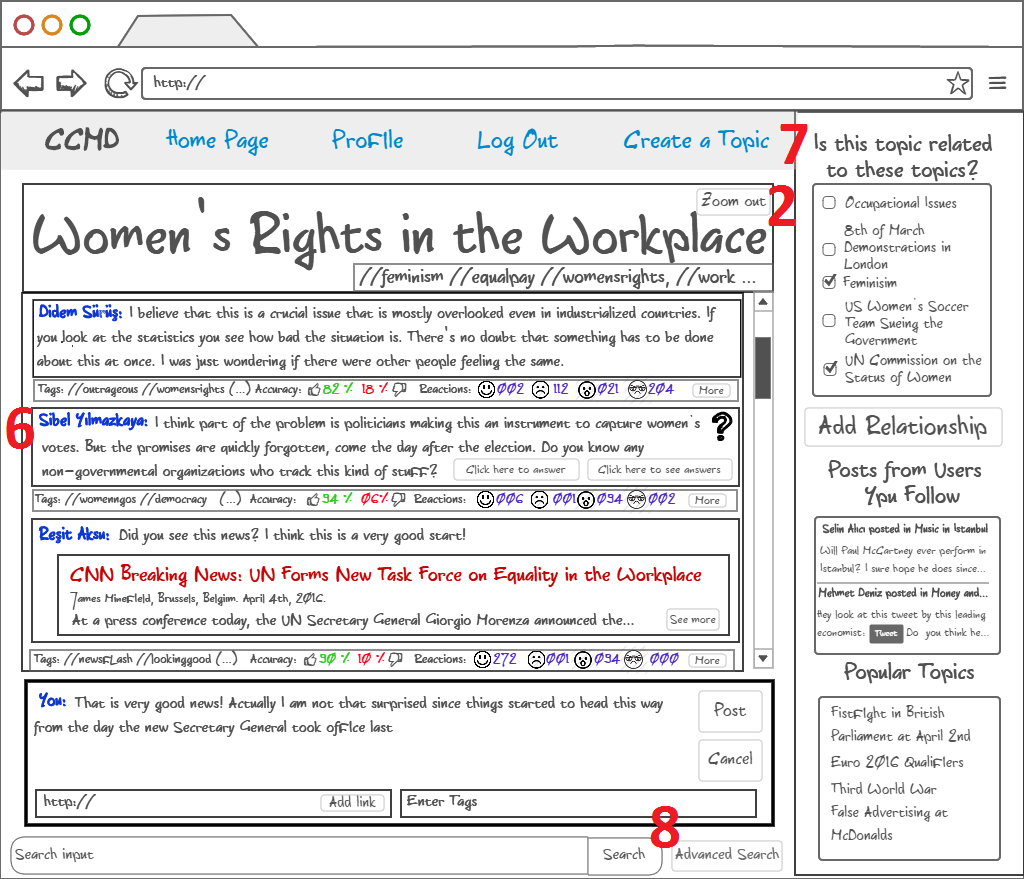 http://
CCMD Home Page ProfIle Log Out Create a Topic 7
Zoom out 2
Women's Rights in the Workplace
//feminism //equalpay //womensrights, //work ...
Didem Sürüş: I believe that this is a crucial issue that is mostly overlooked even in industrialized countries. If
you look at the statistics you see how bad the situation is. There's no doubt that something has to be done
about this at once. I was just wondering if there were other people feeling the same.
Tags: //outrageous //womensrights (...) Accuracy: 82 % 18 % Reactions: 002 112 021 204 More
6
Sibel Yılmazkaya: I think part of the problem is politicians making this an instrument to capture women's ?
votes. But the promises are quickly forgotten, come the day after the election. Do you know any
non-governmental organizations who track this kind of stuff? Click here to answer Click here to see answers
Tags: //womenngos //democracy (...) Accuracy: 94 % 06% Reactions: 006 001 094 002 More
Reşit Aksu: Did you see this news? I think this is a very good start!
CNN Breaking News: UN Forms New Task Force on Equality in the Workplace
James Minefield, Brussels, Belgim. April 4th, 2016.
At a press conference today, the UN Secretary General Giorgio Morenza announced the... See more
Tags: //newsflash //lookinggood (...) Accuracy: 90 % 10 % Reactions: 272 001 094 000 More
You: That is very good news! Actually I am not that surprised since things started to head this way
from the day the new Secretary General took offIce last
Post
Cancel
http:// Add link Enter Tags
8
Search input Search Advanced Search
Is this topic related
to these topics?
Occupational Issues
8th of March
Demonstrations in
London
Feminisim
US Women's Soccer
Team Sueing the
Government
UN Commission on the
Status of Women
Add Relationship
Posts from Users
Ypu Follow
Selin Alıcı posted in Music in Istanbul
Will Paul McCartney ever perform in
Istanbul? I sure hope he does since...
Mehmet Deniz posted in Money and...
Hey look at this tweet by this leading
economist: Tweet Do you think he...
Popular Topics
FistfIght in British
Parliament at April 2nd
Euro 2016 QualifIers
Third World War
False Advertising at
McDonalds